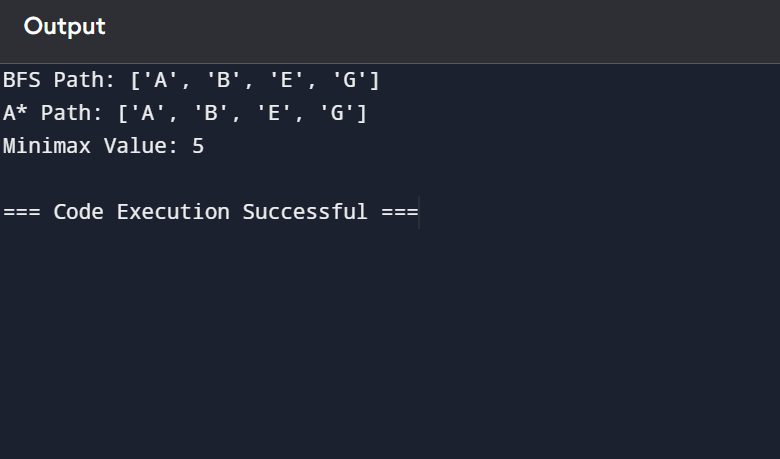 Output
BFS Path: ['A', 'B', 'E', 'G']
A* Path: ['A', 'B', 'E', 'G']
Minimax Value: 5
=== Code Execution Successful ===